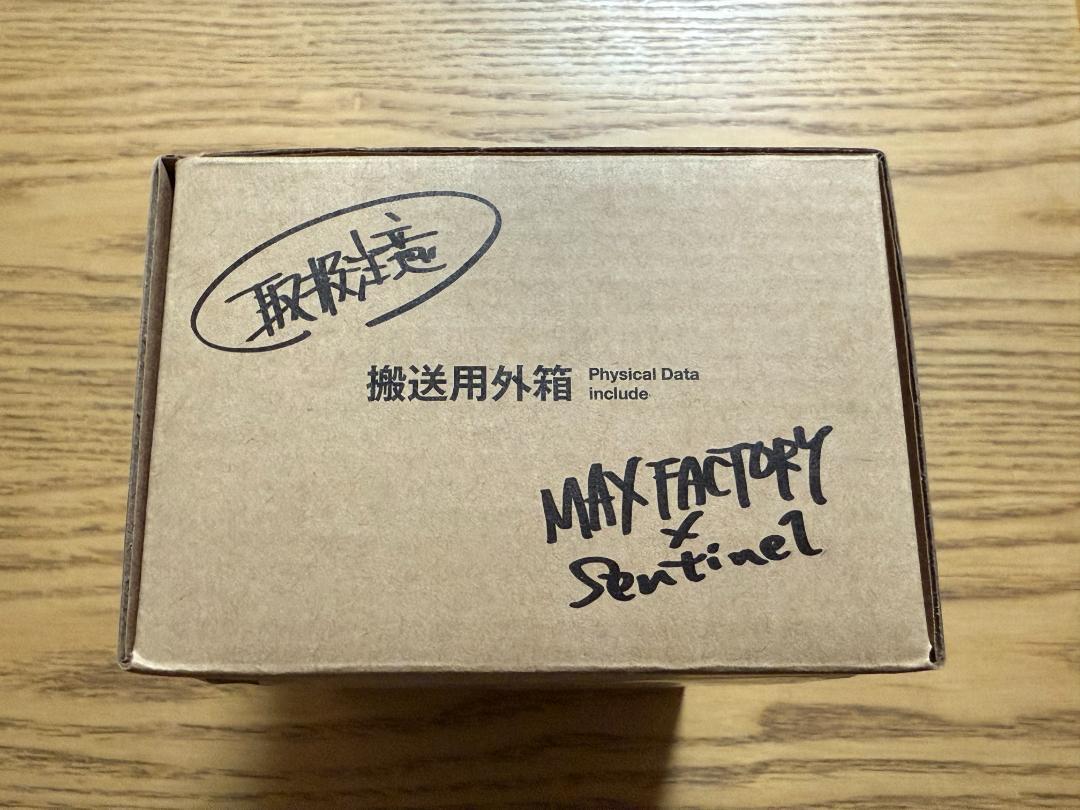 取扱注意
搬送用外箱
Physical Data
include
MAX FACTORY
×
Sentinel